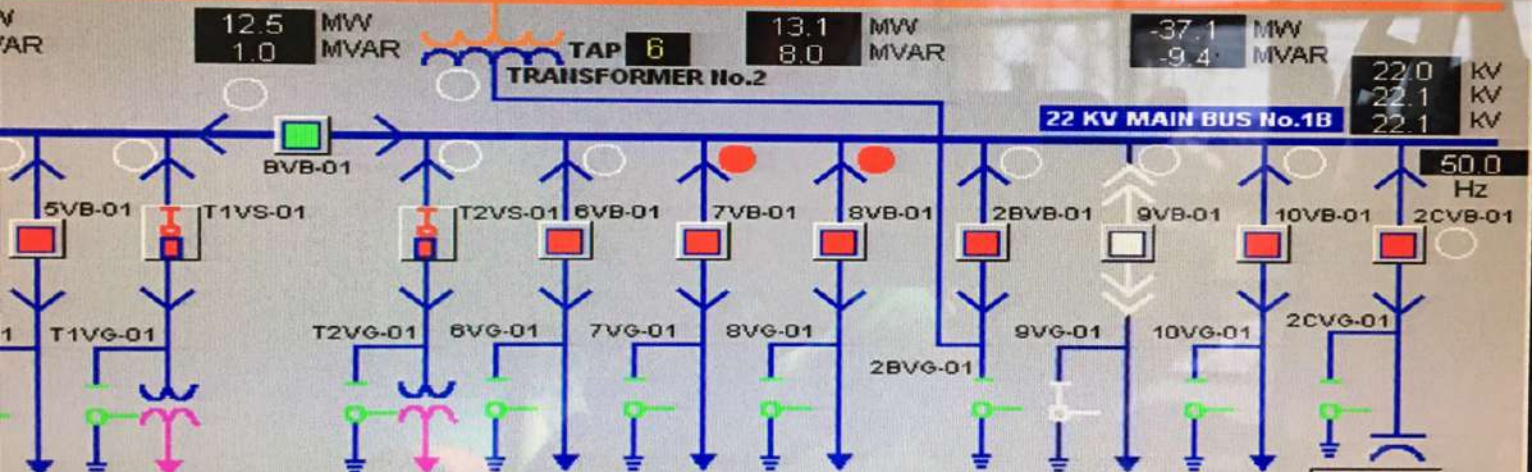 12.5 MW
1.0 MVAR
TAP 6
TRANSFORMER No.2
13.1 MW
8.0 MVAR
-37.1 MW
-9.4 MVAR
22.0 KV
22.1 KV
22.1 KV
22 KV MAIN BUS No.1B
50.0
Hz
BVB-01
5VB-01
T1VS-01
T2VS-01
6VB-01
7VB-01
8VB-01
2BVB-01
9VB-01
10VB-01
2CVB-01
T1VG-01
T2VG-01
6VG-01
7VG-01
8VG-01
2BVG-01
9VG-01
10VG-01
2CVG-01